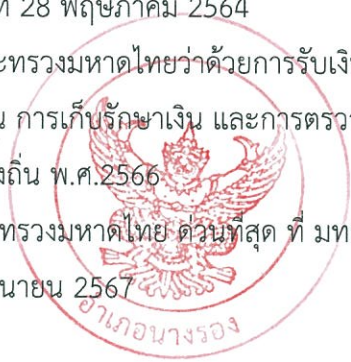 ที่ 28 พฤษภาคม 2564
ะทรวงมหาดไทยว่าด้วยการรับเงิ
น การเก็บรักษาเงิน และการตรวจ
งถิ่น พ.ศ.2566
ทรวงมหาดไทย ด่วนที่สุด ที่ มท
นายน 2567
อำเภอนางรอง